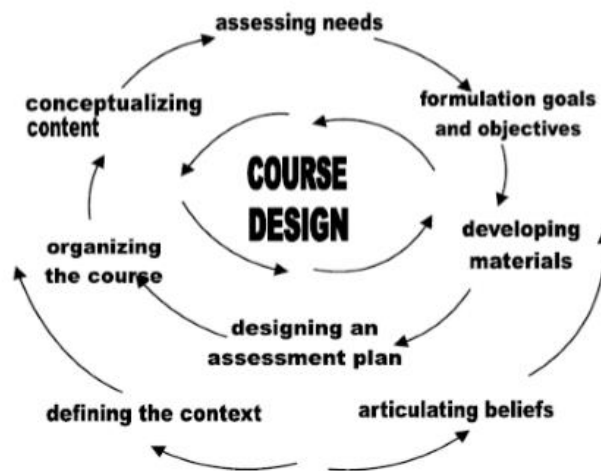 assessing needs
conceptualizing
content
formulation goals
and objectives
COURSE
DESIGN
organizing
the course
developing
materials
designing an
assessment plan
defining the context
articulating beliefs